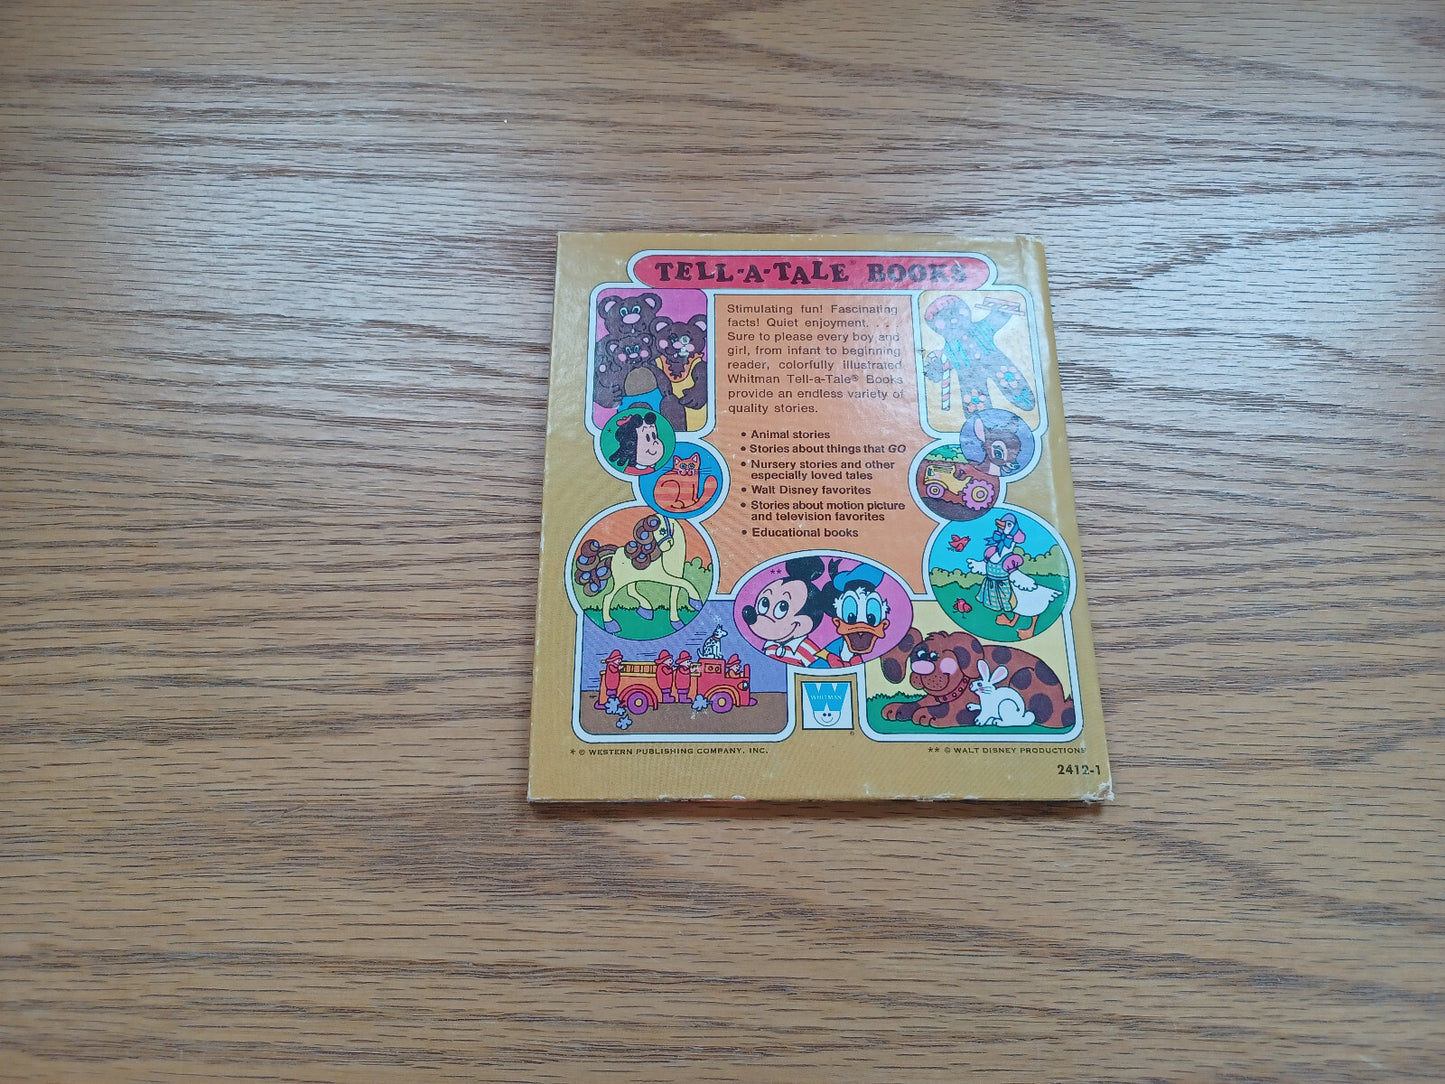 TELL-A-TALE® BOOKS
Stimulating fun! Fascinating
facts! Quiet enjoyment. . .
Sure to please every boy and
girl, from infant to beginning
reader, colorfully illustrated
Whitman Tell-a-Tale® Books
provide an endless variety of
quality stories.
• Animal stories
• Stories about things that GO
• Nursery stories and other
especially loved tales
• Walt Disney favorites
• Stories about motion picture
and television favorites
• Educational books
**
WHITMAN
®
* © WESTERN PUBLISHING COMPANY, INC.
** © WALT DISNEY PRODUCTIONS
2412-1